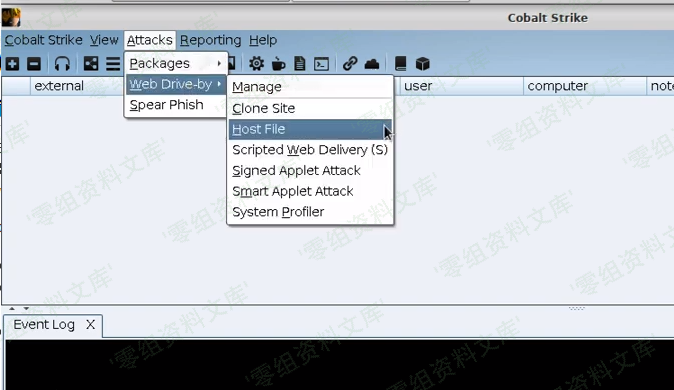 Cobalt Strike
Cobalt Strike View Attacks Reporting Help
Packages
Web Drive-by
Spear Phish
Manage
Clone Site
Host File
Scripted Web Delivery (S)
Signed Applet Attack
Smart Applet Attack
System Profiler
external user computer note
Event Log X
'零组资料文库'
'零组资料文库'
'零组资料文库'
'零组资料文库'
'零组资料文库'
'零组资料文库'
'零组资料文库'